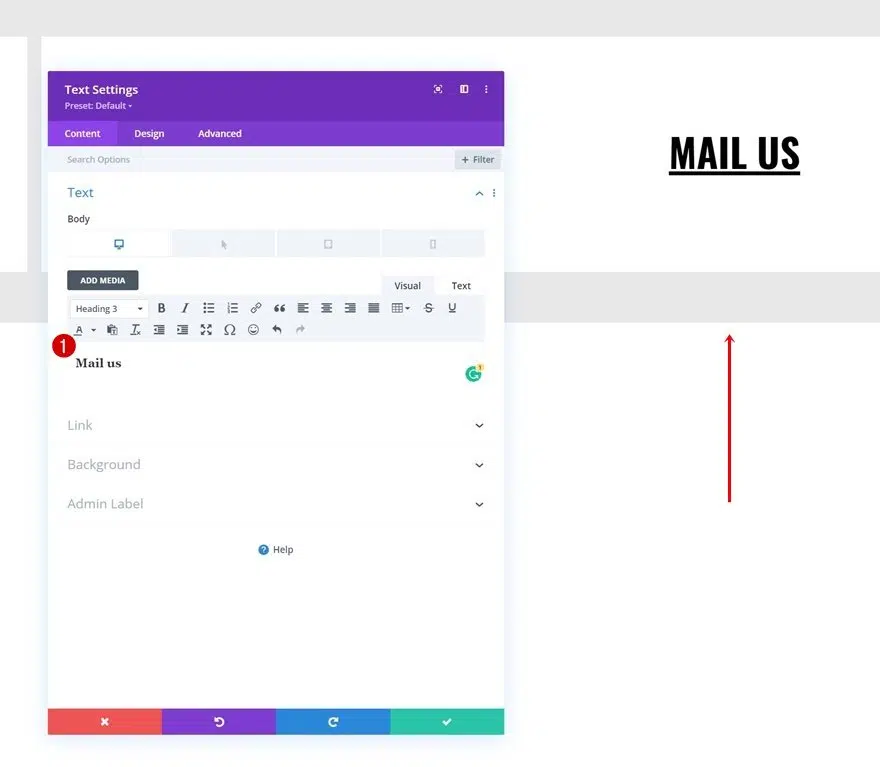 Text Settings
Preset: Default
Content Design Advanced
Search Options + Filter
MAIL US
Text
Body
ADD MEDIA
Visual Text
Heading 3 B I U
A
1
Mail us
1
Link
Background
Admin Label
Help